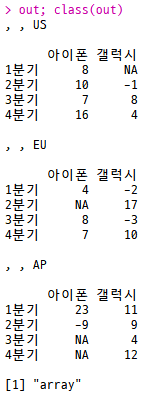 > out; class(out)
, , US
아이폰 갤럭시
1분기 8 NA
2분기 10 -1
3분기 7 8
4분기 16 4
, , EU
아이폰 갤럭시
1분기 4 -2
2분기 NA 17
3분기 8 -3
4분기 7 10
, , AP
아이폰 갤럭시
1분기 23 11
2분기 -9 9
3분기 NA 4
4분기 NA 12
[1] "array"